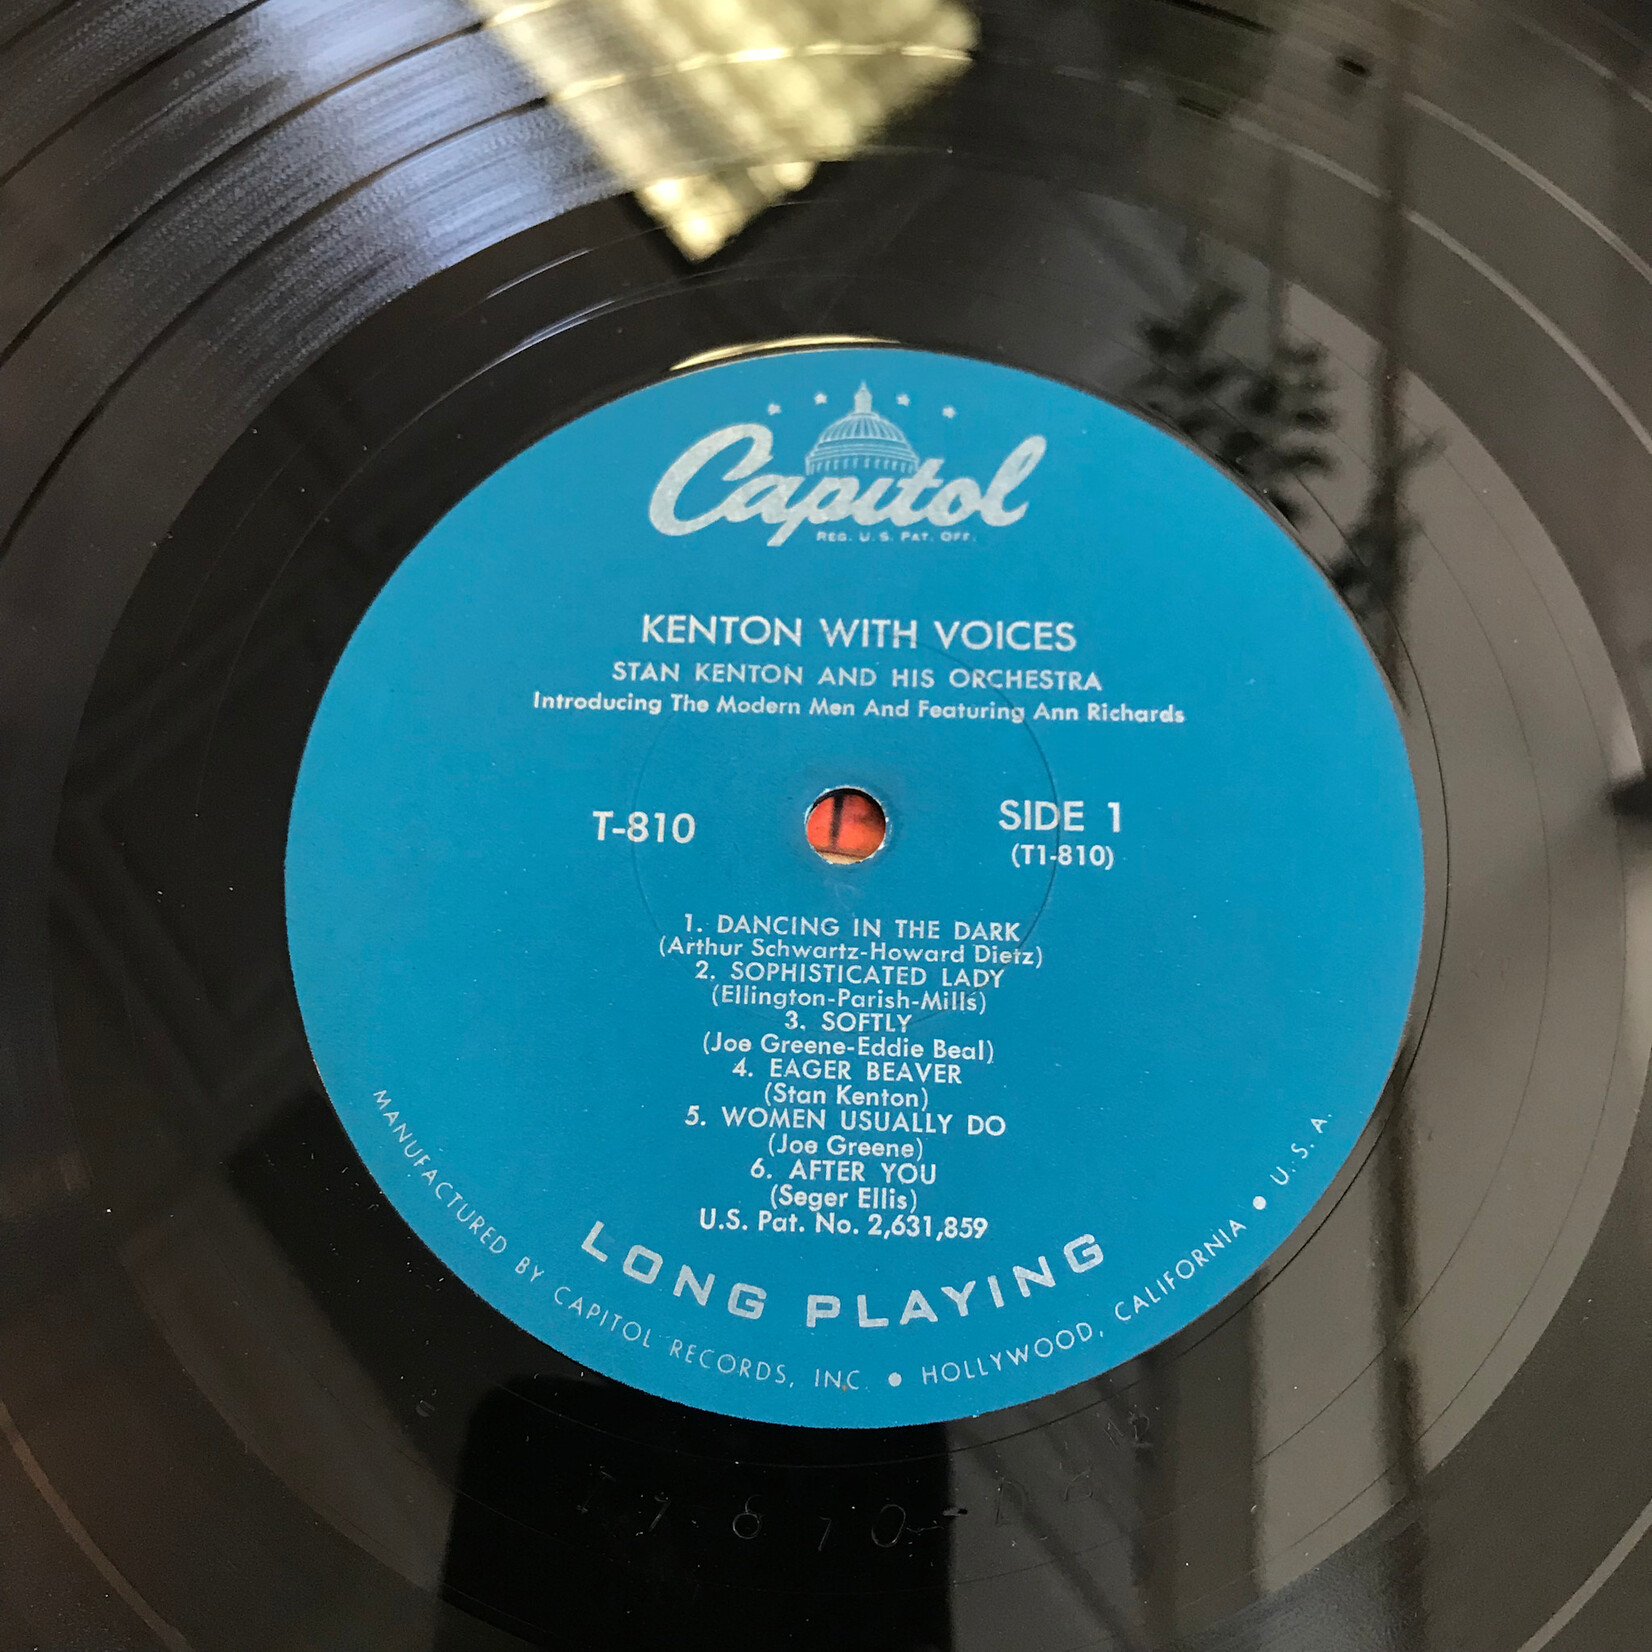 Capitol
REG. U.S. PAT. OFF.
KENTON WITH VOICES
STAN KENTON AND HIS ORCHESTRA
Introducing The Modern Men And Featuring Ann Richards
T-810
SIDE 1
(T1-810)
1. DANCING IN THE DARK
(Arthur Schwartz-Howard Dietz)
2. SOPHISTICATED LADY
(Ellington-Parish-Mills)
3. SOFTLY
(Joe Greene-Eddie Beal)
4. EAGER BEAVER
(Stan Kenton)
5. WOMEN USUALLY DO
(Joe Greene)
6. AFTER YOU
(Seger Ellis)
U.S. Pat. No. 2,631,859
LONG PLAYING
MANUFACTURED BY CAPITOL RECORDS, INC. ● HOLLYWOOD, CALIFORNIA ● U.S.A.